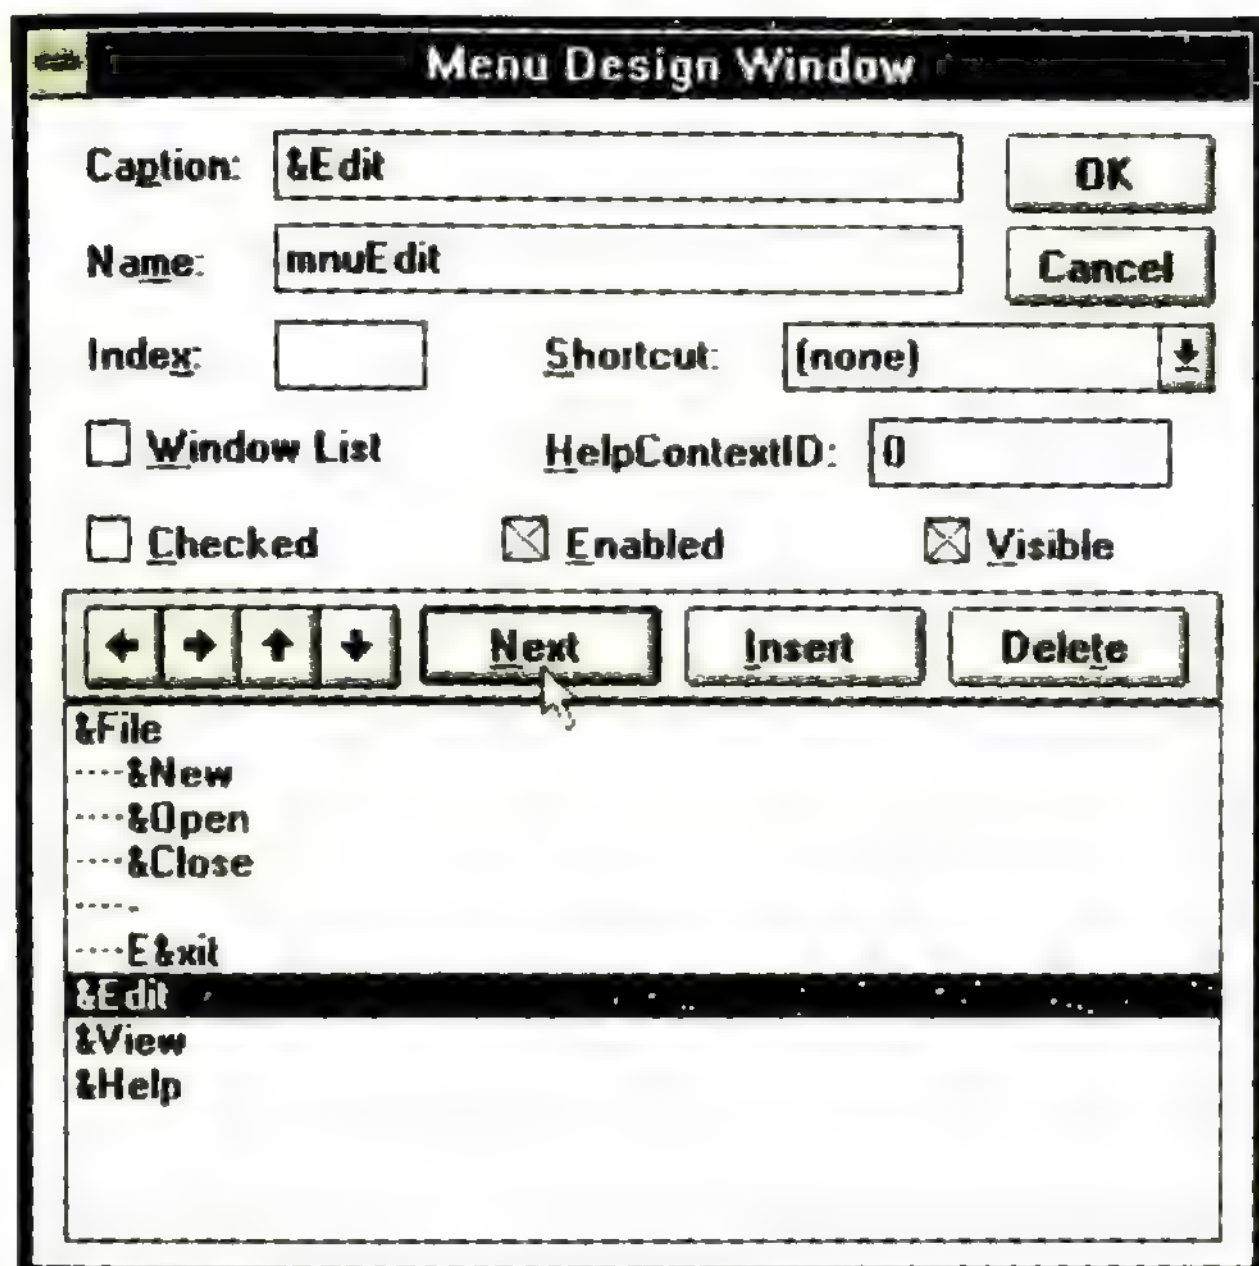 Menu Design Window
Caption: &Edit OK
Name: mnuEdit Cancel
Index: Shortcut: (none)
Window List HelpContextID: 0
Checked Enabled Visible
Next Insert Delete
&File
····&New
····&Open
····&Close
····-
····E&xit
&Edit
&View
&Help